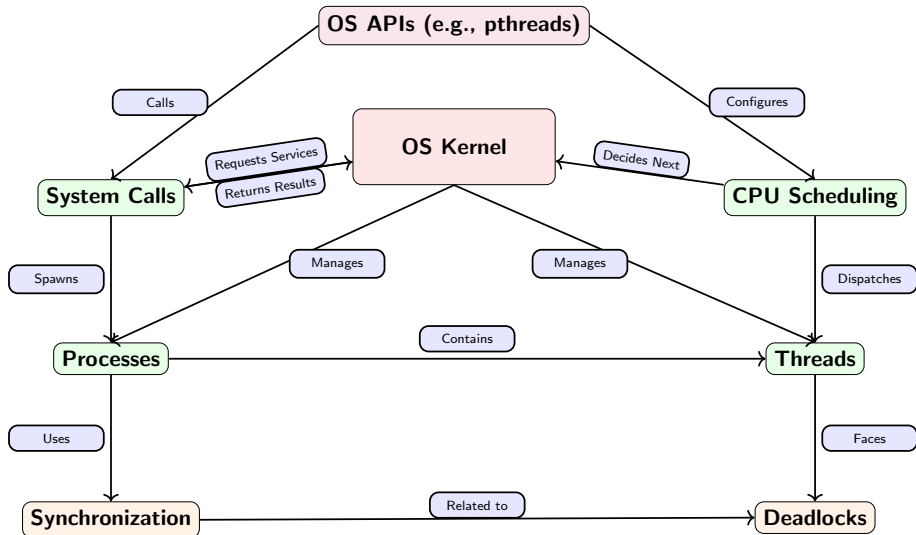 OS APIs (e.g., pthreads)
Calls
Configures
OS Kernel
Requests Services
Returns Results
Decides Next
System Calls
CPU Scheduling
Manages
Manages
Spawns
Dispatches
Contains
Processes
Threads
Uses
Faces
Related to
Synchronization
Deadlocks